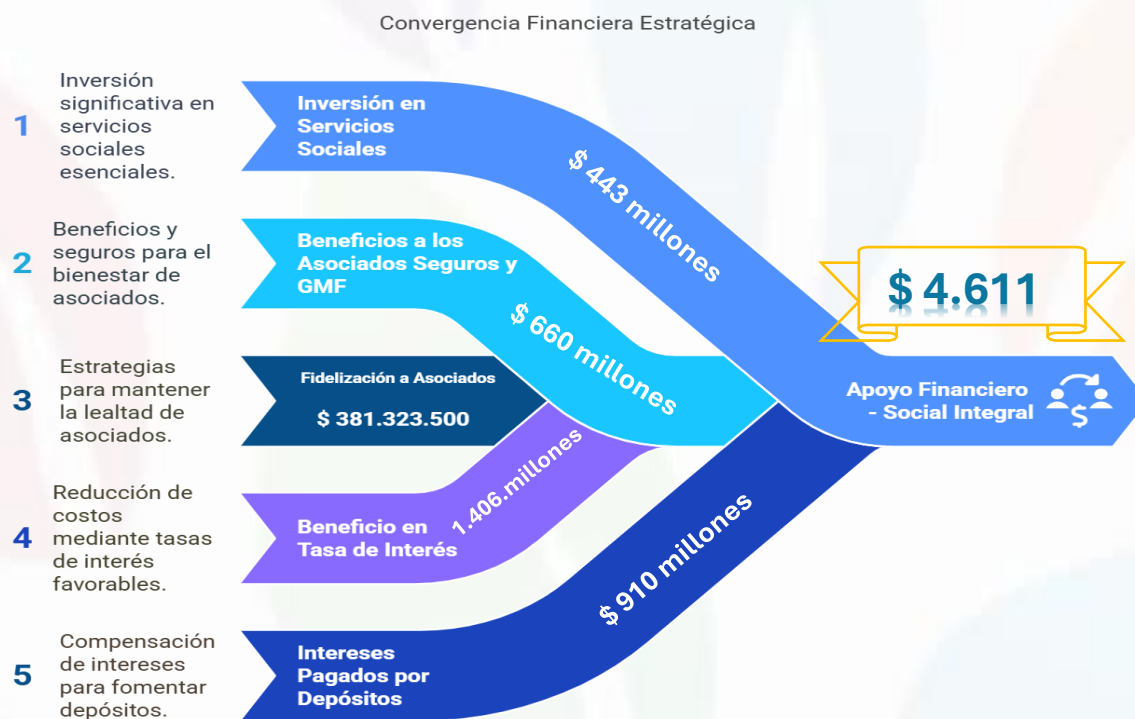 Convergencia Financiera Estratégica
1
Inversión
significativa en
servicios
sociales
esenciales.
Inversión en
Servicios
Sociales
$ 443 millones
2
Beneficios y
seguros para el
bienestar de
asociados.
Beneficios a los
Asociados Seguros y
GMF
$ 660 millones
$ 4.611
3
Estrategias
para mantener
la lealtad de
asociados.
Fidelización a Asociados
$ 381.323.500
Apoyo Financiero
- Social Integral
$
4
Reducción de
costos
mediante tasas
de interés
favorables.
Beneficio en
Tasa de Interés
1.406.millones
5
Compensación
de intereses
para fomentar
depósitos.
Intereses
Pagados por
Depósitos
$ 910 millones